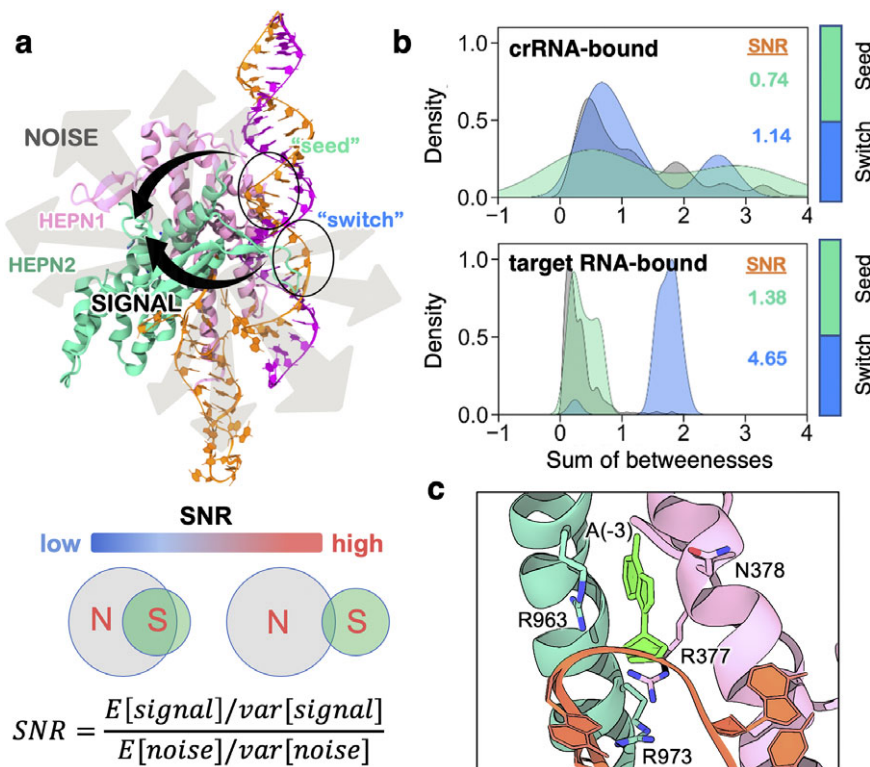 a
NOISE
"seed"
HEPN1
"switch"
HEPN2
SIGNAL
SNR
low
high
N
S
N
S
SNR = E[signal]/var[signal]
E[noise]/var[noise]
b
1.0
crRNA-bound
SNR
0.74
Density
0.5
1.14
0.0
−1
0
1
2
3
4
Seed
Switch
1.0
target RNA-bound
SNR
1.38
Density
0.5
4.65
0.0
−1
0
1
2
3
4
Sum of betweenesses
Seed
Switch
c
A(-3)
N378
R963
R377
R973